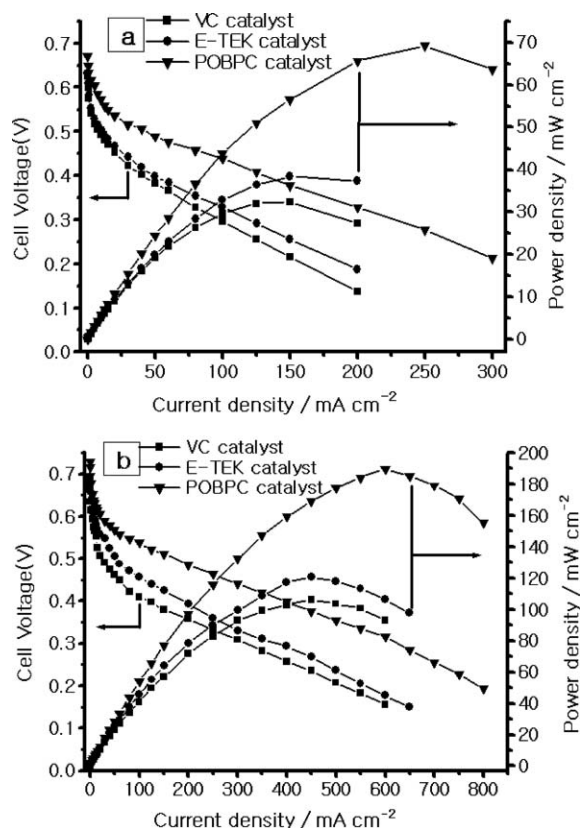 a
VC catalyst
E-TEK catalyst
POBPC catalyst
0.7
0.6
0.5
0.4
0.3
0.2
0.1
0.0
Cell Voltage(V)
70
60
50
40
30
20
10
0
Power density / mW cm⁻²
0 50 100 150 200 250 300
Current density / mA cm⁻²
b
VC catalyst
E-TEK catalyst
POBPC catalyst
0.7
0.6
0.5
0.4
0.3
0.2
0.1
0.0
Cell Voltage(V)
200
180
160
140
120
100
80
60
40
20
0
Power density / mW cm⁻²
0 100 200 300 400 500 600 700 800
Current density / mA cm⁻²